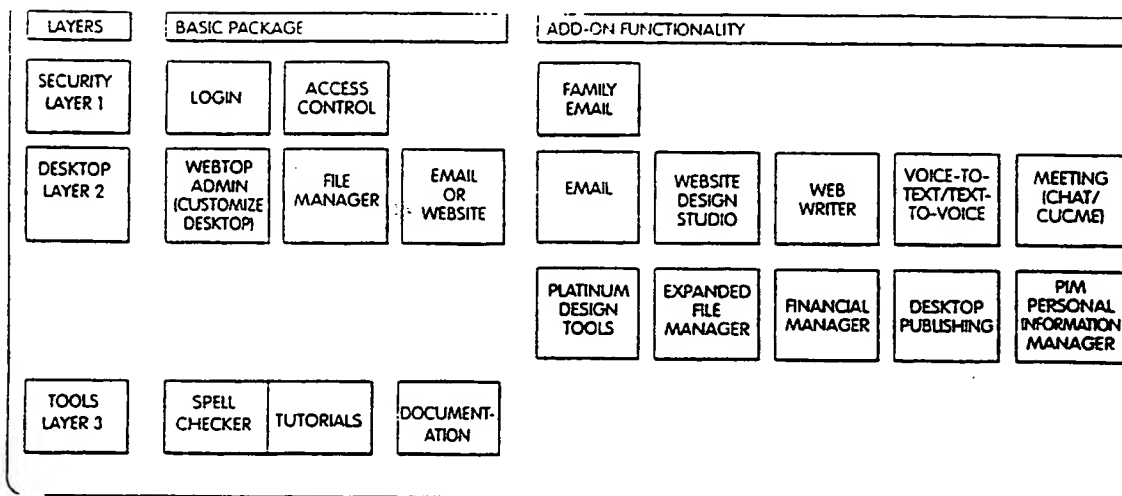 LAYERS
BASIC PACKAGE
ADD-ON FUNCTIONALITY
SECURITY
LAYER 1
LOGIN
ACCESS
CONTROL
FAMILY
EMAIL
DESKTOP
LAYER 2
WEBTOP
ADMIN
(CUSTOMIZE
DESKTOP)
FILE
MANAGER
EMAIL
OR
WEBSITE
EMAIL
WEBSITE
DESIGN
STUDIO
WEB
WRITER
VOICE-TO-
TEXT/TEXT-
TO-VOICE
MEETING
(CHAT/
CUCME)
PLATINUM
DESIGN
TOOLS
EXPANDED
FILE
MANAGER
FINANCIAL
MANAGER
DESKTOP
PUBLISHING
PIM
PERSONAL
INFORMATION
MANAGER
TOOLS
LAYER 3
SPELL
CHECKER
TUTORIALS
DOCUMENT-
ATION